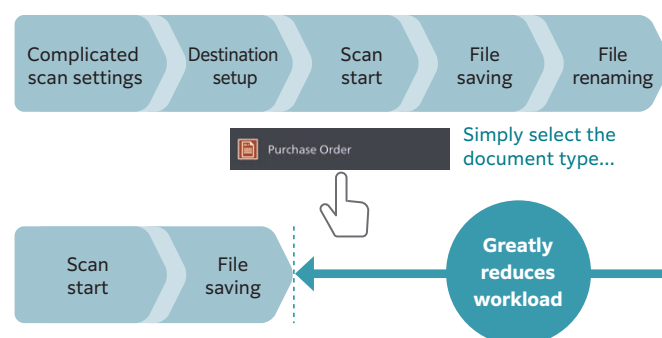 Complicated
scan settings
Destination
setup
Scan
start
File
saving
File
renaming
Purchase Order
Simply select the
document type...
Scan
start
File
saving
Greatly
reduces
workload